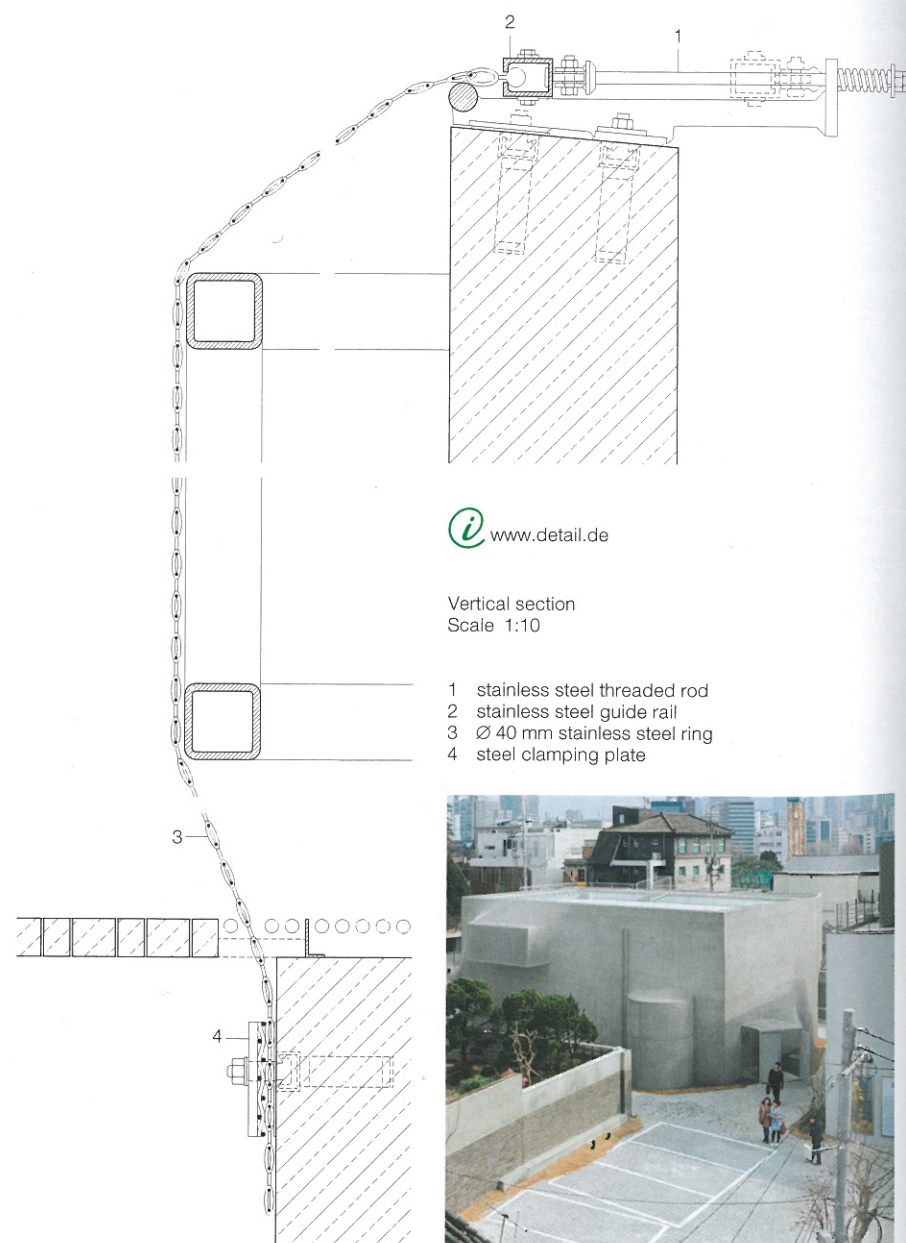 2
1
www.detail.de
Vertical section
Scale 1:10
1 stainless steel threaded rod
2 stainless steel guide rail
3 Ø 40 mm stainless steel ring
4 steel clamping plate
3
4